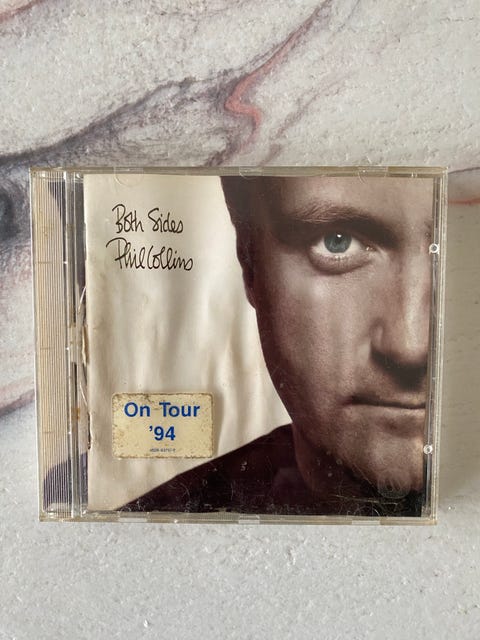 Both Sides
Phil Collins
On Tour
'94